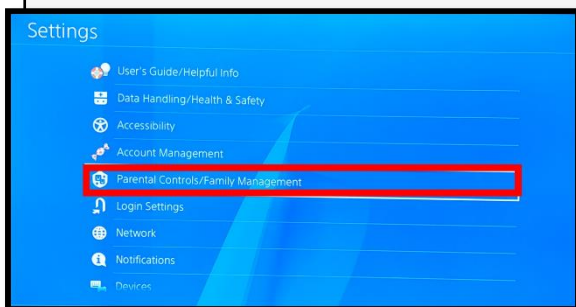 Settings
User's Guide/Helpful Info
Data Handling/Health & Safety
Accessibility
Account Management
Parental Controls/Family Management
Login Settings
Network
Notifications
Devices